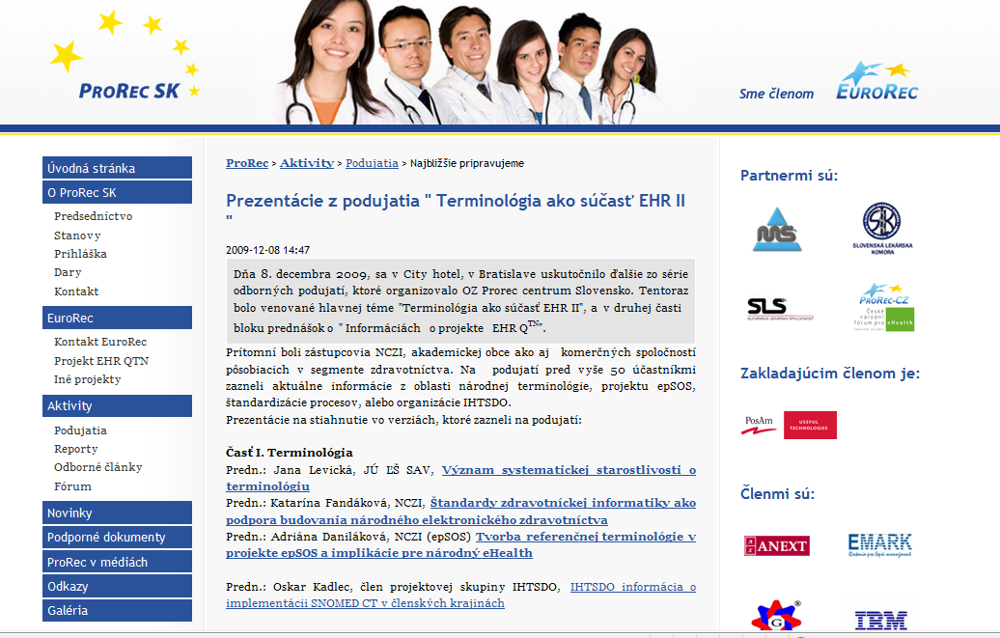 ProRec SK
Sme členom
EuroRec
Úvodná stránka
O ProRec SK
Predsedníctvo
Stanovy
Prihláška
Dary
Kontakt
EuroRec
Kontakt EuroRec
Projekt EHR QTN
Iné projekty
Aktivity
Podujatia
Reporty
Odborné články
Fórum
Novinky
Podporné dokumenty
ProRec v médiách
Odkazy
Galéria
ProRec > Aktivity > Podujatia > Najbližšie pripravujeme
Prezentácie z podujatia " Terminológia ako súčasť EHR II
"
2009-12-08 14:47
Dňa 8. decembra 2009, sa v City hotel, v Bratislave uskutočnilo ďalšie zo série
odborných podujatí, ktoré organizovalo OZ Prorec centrum Slovensko. Tentoraz
bolo venované hlavnej téme "Terminológia ako súčasť EHR II", a v druhej časti
bloku prednášok o " Informáciách o projekte EHR QTN".
Prítomní boli zástupcovia NCZI, akademickej obce ako aj komerčných spoločností
pôsobiacich v segmente zdravotníctva. Na podujatí pred vyše 50 účastníkmi
zazneli aktuálne informácie z oblasti národnej terminológie, projektu epSOS,
štandardizácie procesov, alebo organizácie IHTSDO.
Prezentácie na stiahnutie vo verziách, ktoré zazneli na podujatí:
Časť I. Terminológia
Predn.: Jana Levická, JÚ ĽŠ SAV, Význam systematickej starostlivosti o
terminológiu
Predn.: Katarína Fandáková, NCZI, Štandardy zdravotníckej informatiky ako
podpora budovania národného elektronického zdravotníctva
Predn.: Adriána Daniláková, NCZI (epSOS) Tvorba referenčnej terminológie v
projekte epSOS a implikácie pre národný eHealth
Predn.: Oskar Kadlec, člen projektovej skupiny IHTSDO, IHTSDO informácia o
implementácii SNOMED CT v členských krajinách
Partnermi sú:
MS
SLK
SLOVENSKÁ LEKÁRSKA
KOMORA
SLS
SLOVENSKÁ LEKÁRSKA SPOLOČNOSŤ
ProRec-CZ
České
národní
fórum pro eHealth
Zakladajúcim členom je:
PosAm
USEFUL
TECHNOLOGIES
Členmi sú:
ANEXT
EMARK
Riešenia pre lepší manažment
G
IBM